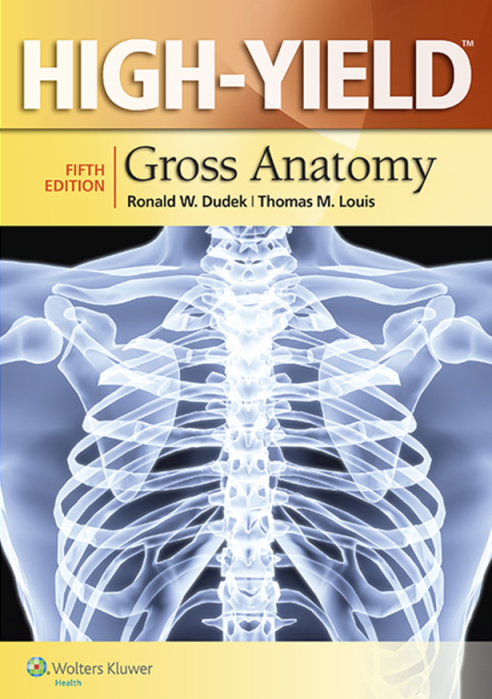 HIGH-YIELD™
FIFTH
EDITION
Gross Anatomy
Ronald W. Dudek | Thomas M. Louis
Wolters Kluwer
Health